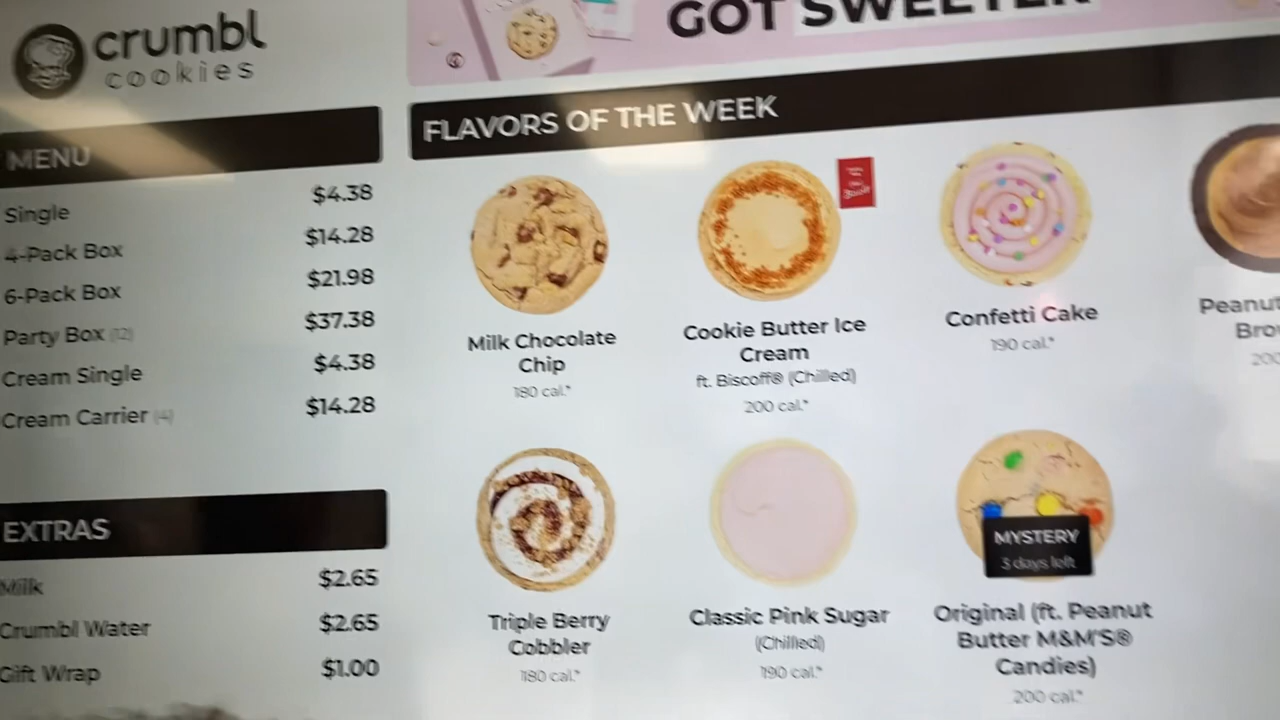 crumbl
cookies
GOT SWEETER
MENU
Single $4.38
4-Pack Box $14.28
6-Pack Box $21.98
Party Box (12) $37.38
Cream Single $4.38
Cream Carrier (4) $14.28
EXTRAS
Milk $2.65
Crumbl Water $2.65
Gift Wrap $1.00
FLAVORS OF THE WEEK
Milk Chocolate
Chip
180 cal.*
Cookie Butter Ice
Cream
ft. Biscoff® (Chilled)
200 cal.*
Confetti Cake
190 cal.*
Peanut
Bro
200
Triple Berry
Cobbler
180 cal.*
Classic Pink Sugar
(Chilled)
190 cal.*
MYSTERY
3 days left
Original (ft. Peanut
Butter M&M'S®
Candies)
200 cal.*